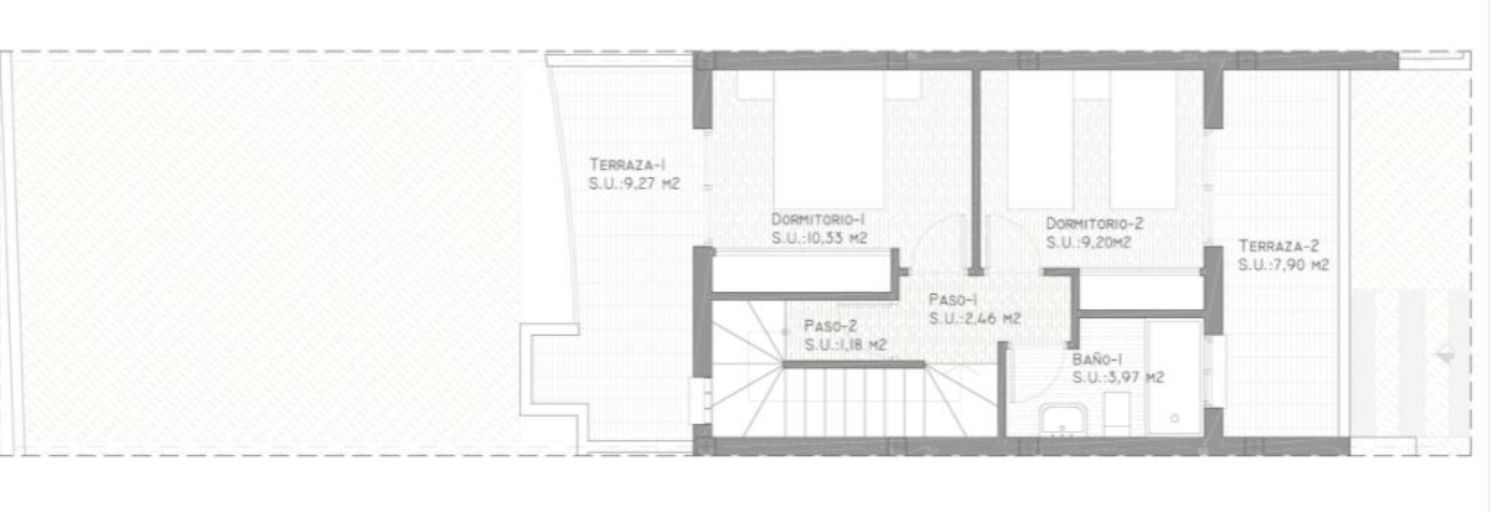 TERRAZA-1
S.U.:9,27 M2
DORMITORIO-1
S.U.:10,33 M2
DORMITORIO-2
S.U.:9,20M2
TERRAZA-2
S.U.:7,90 M2
PASO-1
S.U.:2,46 M2
PASO-2
S.U.:1,18 M2
BAÑO-1
S.U.:3,97 M2